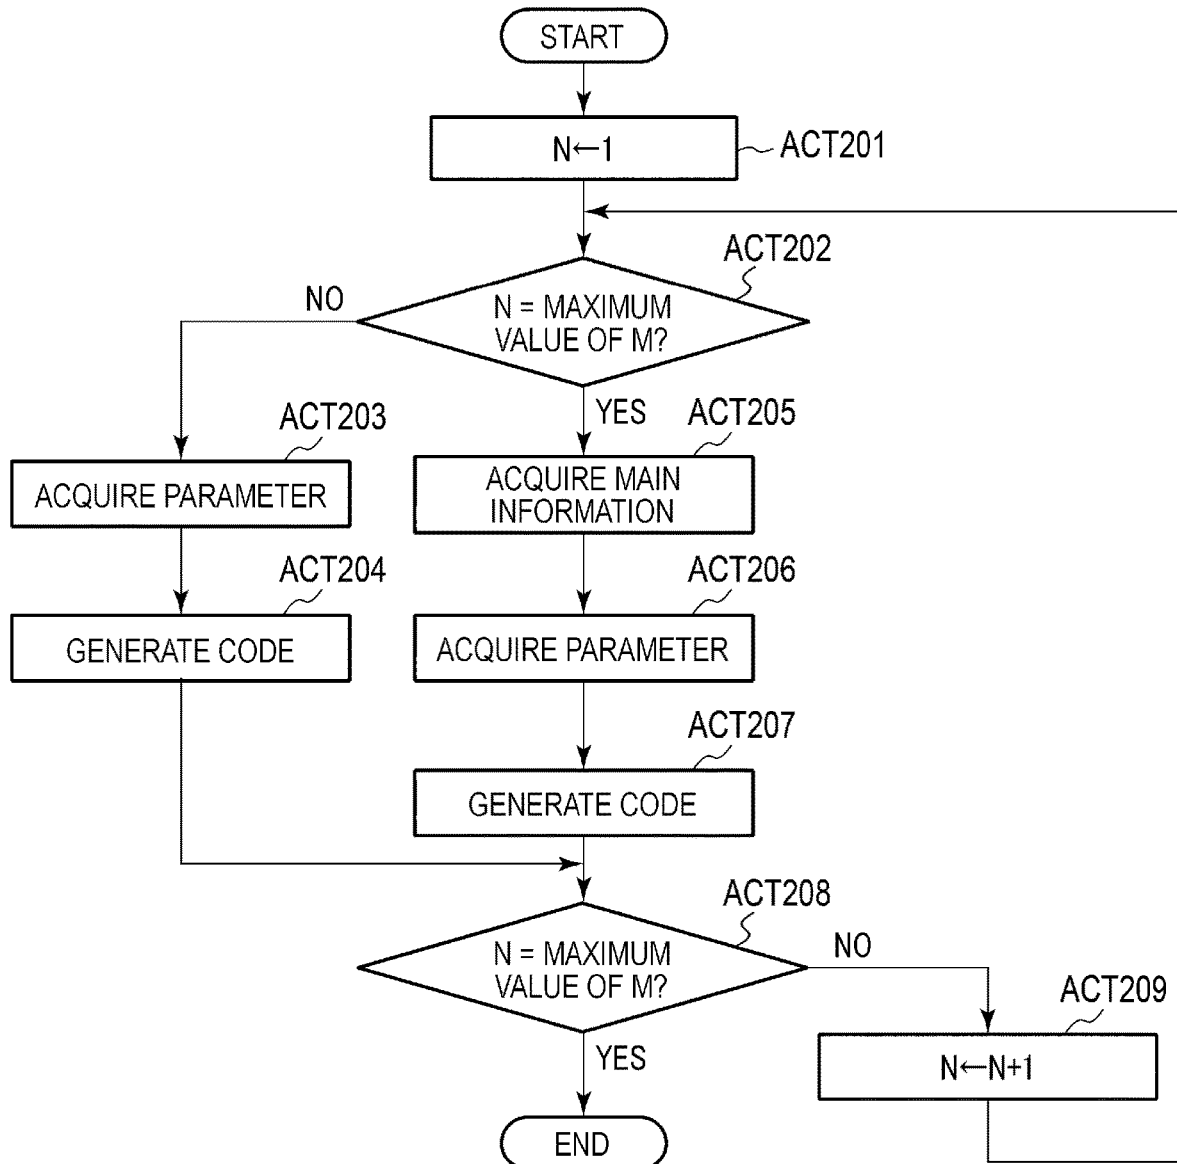 START
N←1
ACT201
ACT202
N = MAXIMUM
VALUE OF M?
NO
YES
ACT203
ACQUIRE PARAMETER
ACT204
GENERATE CODE
ACT205
ACQUIRE MAIN
INFORMATION
ACT206
ACQUIRE PARAMETER
ACT207
GENERATE CODE
ACT208
N = MAXIMUM
VALUE OF M?
NO
YES
ACT209
N←N+1
END